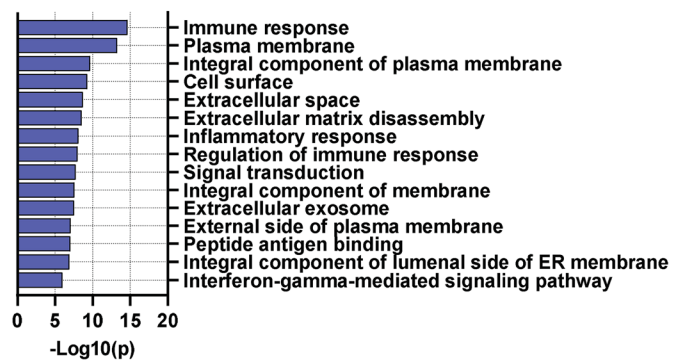 Immune response
Plasma membrane
Integral component of plasma membrane
Cell surface
Extracellular space
Extracellular matrix disassembly
Inflammatory response
Regulation of immune response
Signal transduction
Integral component of membrane
Extracellular exosome
External side of plasma membrane
Peptide antigen binding
Integral component of lumenal side of ER membrane
Interferon-gamma-mediated signaling pathway
0 5 10 15 20
-Log10(p)